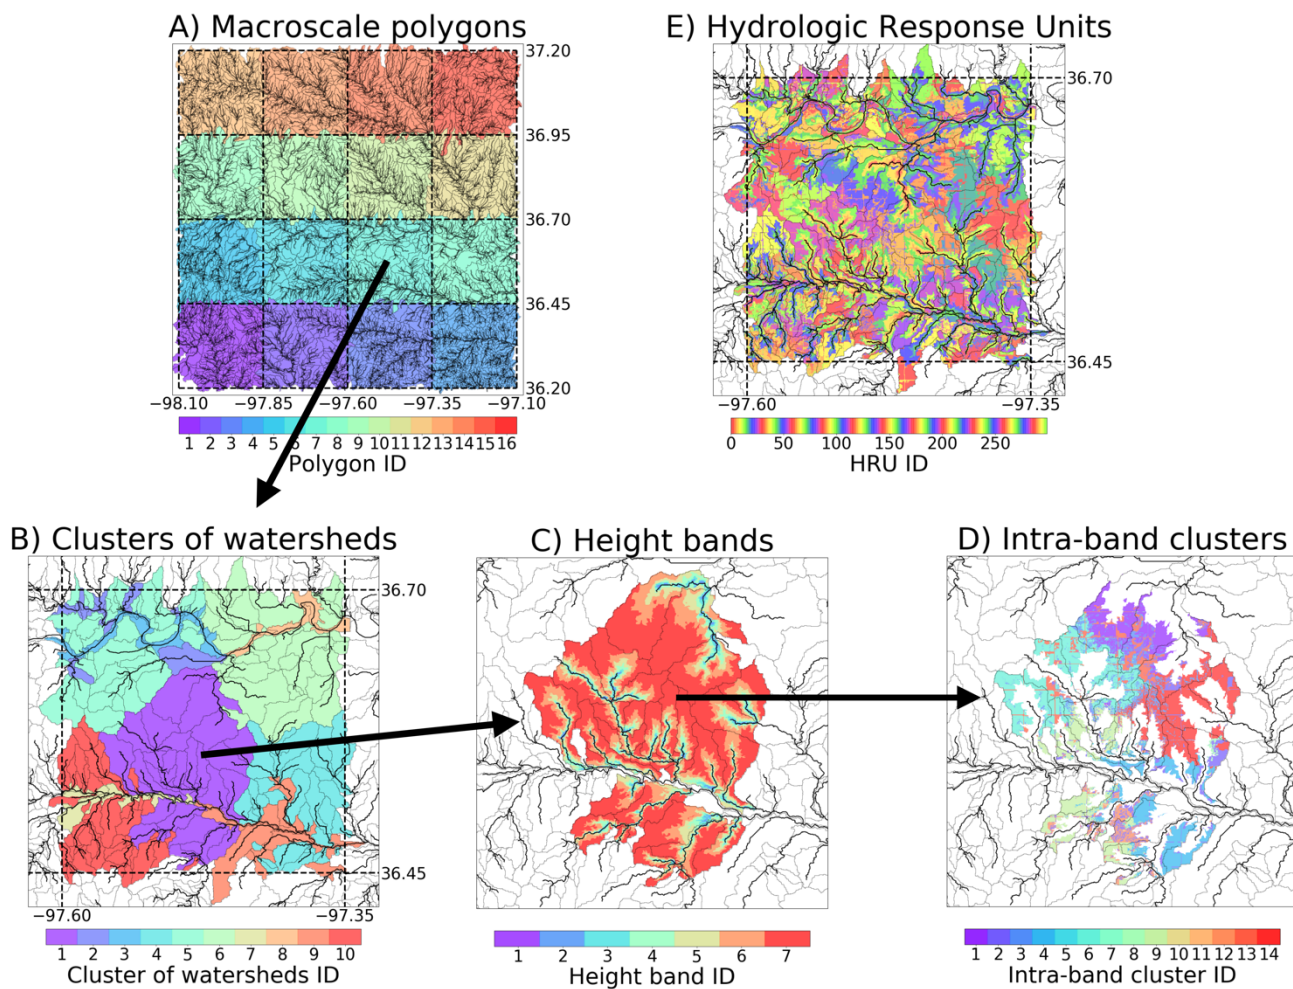 A) Macroscale polygons
37.20
36.95
36.70
36.45
36.20
−98.10 −97.85 −97.60 −97.35 −97.10
1 2 3 4 5 6 7 8 9 10 11 12 13 14 15 16
Polygon ID
E) Hydrologic Response Units
36.70
36.45
−97.60 −97.35
0 50 100 150 200 250
HRU ID
B) Clusters of watersheds
36.70
36.45
−97.60 −97.35
1 2 3 4 5 6 7 8 9 10
Cluster of watersheds ID
C) Height bands
1 2 3 4 5 6 7
Height band ID
D) Intra-band clusters
1 2 3 4 5 6 7 8 9 10 11 12 13 14
Intra-band cluster ID